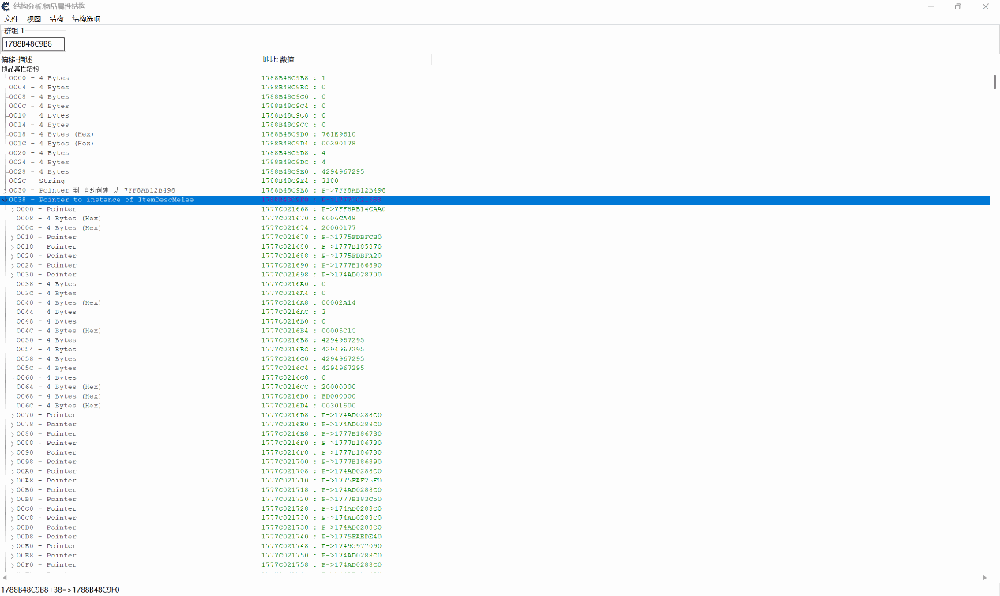 结构分析:物品属性结构
文件 视图 结构 结构选项
群组 1
1788B48C9B8
偏移-描述 地址: 数值
物品属性结构
0000 - 4 Bytes 1788B48C9B8 : 1
0004 - 4 Bytes 1788B48C9BC : 0
0008 - 4 Bytes 1788B48C9C0 : 0
000C - 4 Bytes 1788B48C9C4 : 0
0010 - 4 Bytes 1788B48C9C8 : 0
0014 - 4 Bytes 1788B48C9CC : 0
0018 - 4 Bytes (Hex) 1788B48C9D0 : 761E9610
001C - 4 Bytes (Hex) 1788B48C9D4 : 00390178
0020 - 4 Bytes 1788B48C9D8 : 4
0024 - 4 Bytes 1788B48C9DC : 4
0028 - 4 Bytes 1788B48C9E0 : 4294967295
002C - String 1788B48C9E4 : 3180
0030 - Pointer 到 自动创建 从 7FF8AB12B498 1788B48C9E8 : P->7FF8AB12B498
0038 - Pointer to instance of ItemDescMelee 1788B48C9F0 : P->1777C021668
0000 - Pointer 1777C021668 : P->7FF8AB14CAA0
0008 - 4 Bytes (Hex) 1777C021670 : 6006CA48
000C - 4 Bytes (Hex) 1777C021674 : 20000177
0010 - Pointer 1777C021678 : P->1775FDBFCB0
0018 - Pointer 1777C021680 : P->1777B185870
0020 - Pointer 1777C021688 : P->1775FDBFA20
0028 - Pointer 1777C021690 : P->1777B186890
0030 - Pointer 1777C021698 : P->174AD028700
0038 - 4 Bytes 1777C0216A0 : 0
003C - 4 Bytes 1777C0216A4 : 0
0040 - 4 Bytes (Hex) 1777C0216A8 : 00002A14
0044 - 4 Bytes 1777C0216AC : 3
0048 - 4 Bytes 1777C0216B0 : 0
004C - 4 Bytes (Hex) 1777C0216B4 : 00005C1C
0050 - 4 Bytes 1777C0216B8 : 4294967295
0054 - 4 Bytes 1777C0216BC : 4294967295
0058 - 4 Bytes 1777C0216C0 : 4294967295
005C - 4 Bytes 1777C0216C4 : 4294967295
0060 - 4 Bytes 1777C0216C8 : 0
0064 - 4 Bytes (Hex) 1777C0216CC : 20000000
0068 - 4 Bytes (Hex) 1777C0216D0 : FD000000
006C - 4 Bytes (Hex) 1777C0216D4 : 00301600
0070 - Pointer 1777C0216D8 : P->174AD0288C0
0078 - Pointer 1777C0216E0 : P->174AD0288C0
0080 - Pointer 1777C0216E8 : P->1777B186730
0088 - Pointer 1777C0216F0 : P->1777B186730
0090 - Pointer 1777C0216F8 : P->1777B186730
0098 - Pointer 1777C021700 : P->1777B186890
00A0 - Pointer 1777C021708 : P->174AD0288C0
00A8 - Pointer 1777C021710 : P->1775FAF25F0
00B0 - Pointer 1777C021718 : P->174AD0288C0
00B8 - Pointer 1777C021720 : P->1777B183C50
00C0 - Pointer 1777C021728 : P->174AD0288C0
00C8 - Pointer 1777C021730 : P->174AD0288C0
00D0 - Pointer 1777C021738 : P->174AD0288C0
00D8 - Pointer 1777C021740 : P->1775FAEDE40
00E0 - Pointer 1777C021748 : P->17495977090
00E8 - Pointer 1777C021750 : P->174AD0288C0
00F0 - Pointer 1777C021758 : P->174AD0288C0
1788B48C9B8+38=>1788B48C9F0